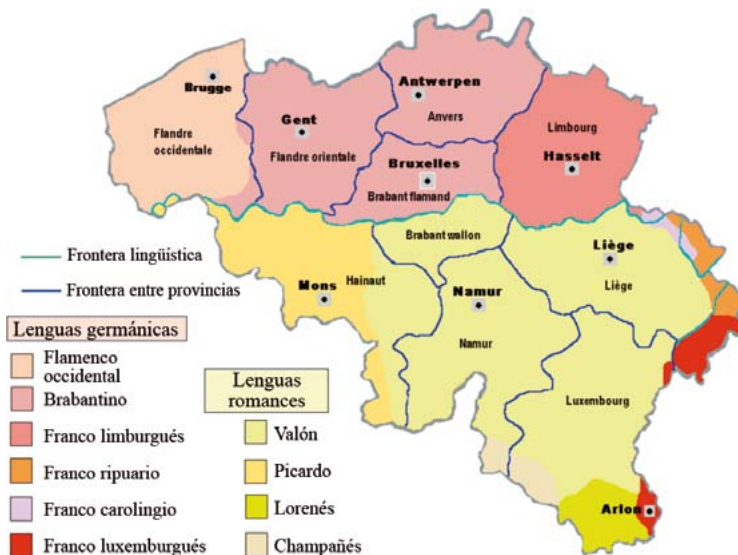 Brugge
Flandre
occidentale
Gent
Flandre orientale
Antwerpen
Anvers
Bruxelles
Brabant flamand
Limbourg
Hasselt
Brabant wallon
Liège
Liège
Mons
Hainaut
Namur
Namur
Luxembourg
Arlon
Frontera lingüística
Frontera entre provincias
Lenguas germánicas
Flamenco
occidental
Brabantino
Franco limburgués
Franco ripuario
Franco carolingio
Franco luxemburgués
Lenguas
romances
Valón
Picardo
Lorenés
Champañés